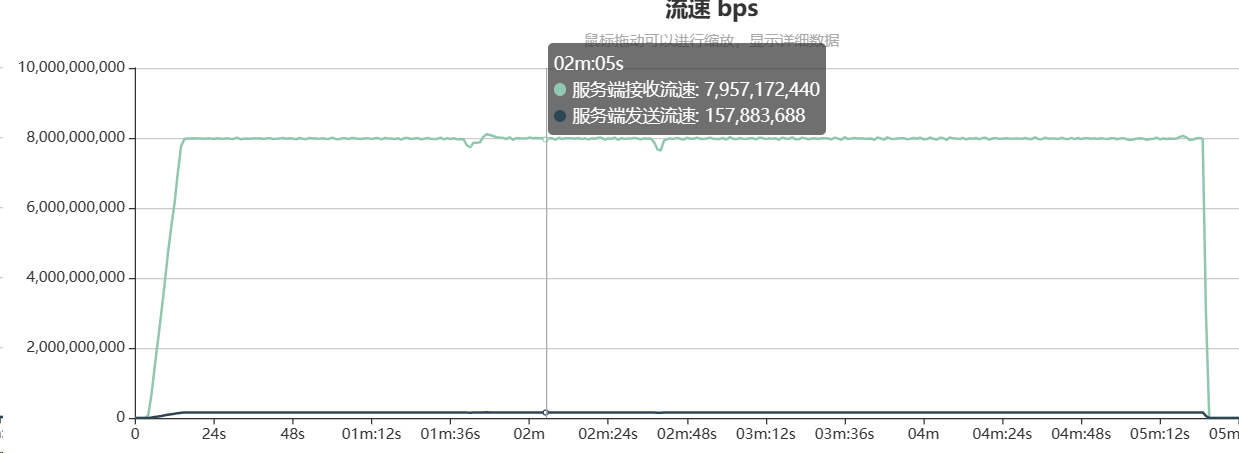 流速 bps
鼠标拖动可以进行缩放，显示详细数据
02m:05s
服务端接收流速: 7,957,172,440
服务端发送流速: 157,883,688
10,000,000,000
8,000,000,000
6,000,000,000
4,000,000,000
2,000,000,000
0
0 24s 48s 01m:12s 01m:36s 02m 02m:24s 02m:48s 03m:12s 03m:36s 04m 04m:24s 04m:48s 05m:12s 05m